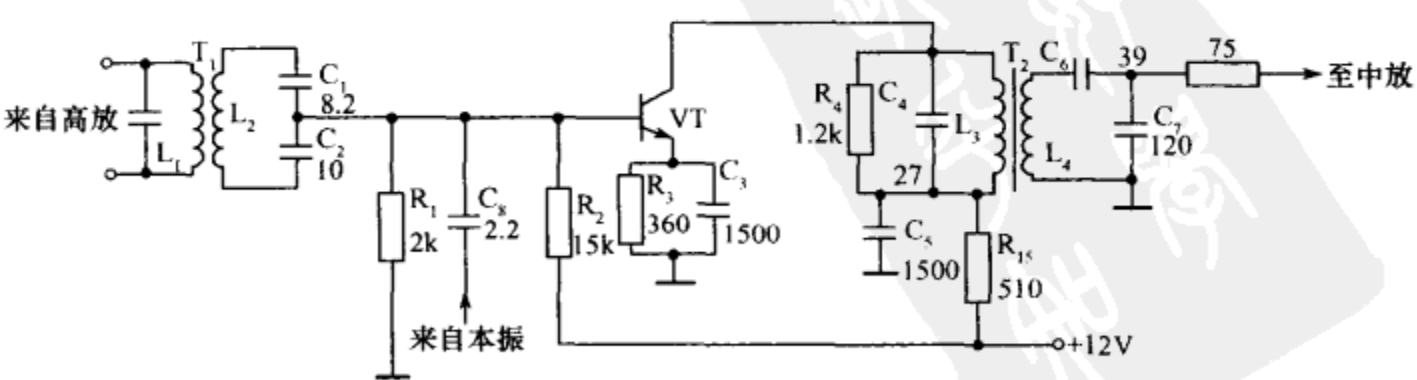 来自高放
T₁
L₁
L₂
C₁
8.2
C₂
10
R₁
2k
C₈
2.2
来自本振
R₂
15k
VT
R₃
360
C₃
1500
R₄
1.2k
C₄
27
L₃
C₅
1500
R₁₅
510
+12V
T₂
L₄
C₆
39
C₇
120
75
至中放